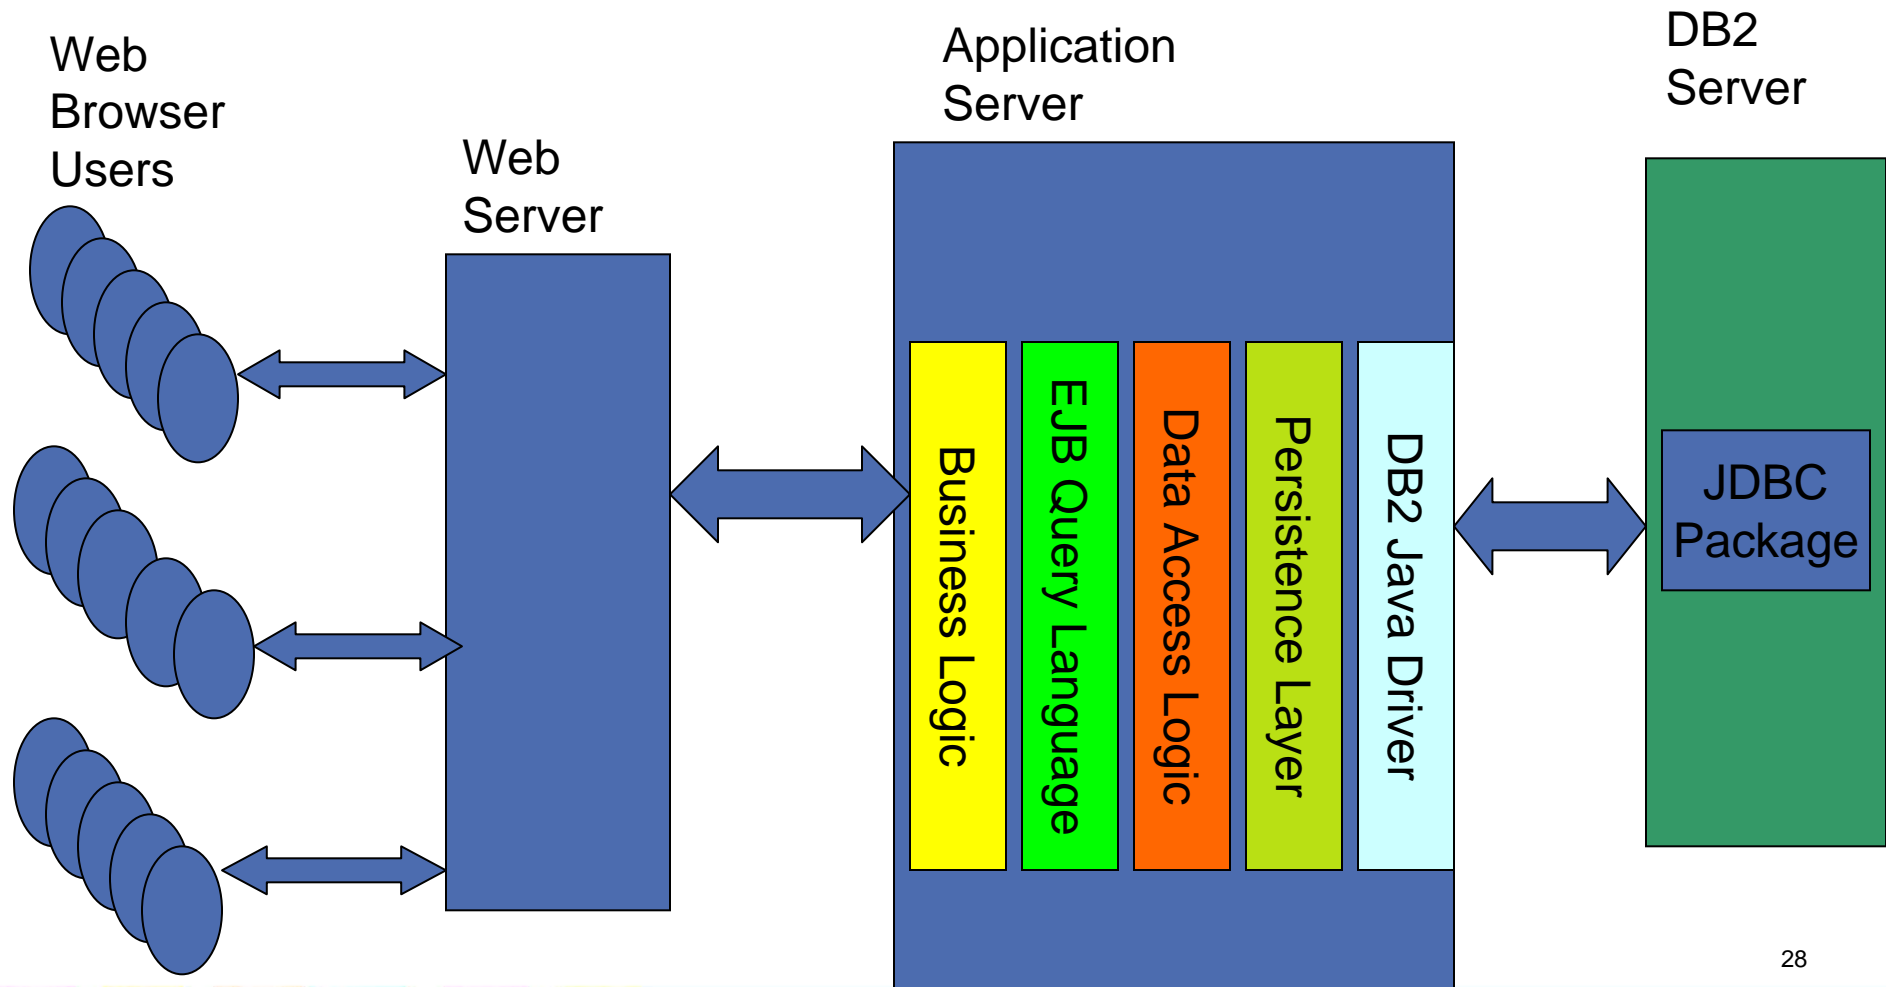 Web
Browser
Users
Web
Server
Application
Server
DB2
Server
Business Logic
EJB Query Language
Data Access Logic
Persistence Layer
DB2 Java Driver
JDBC
Package
28